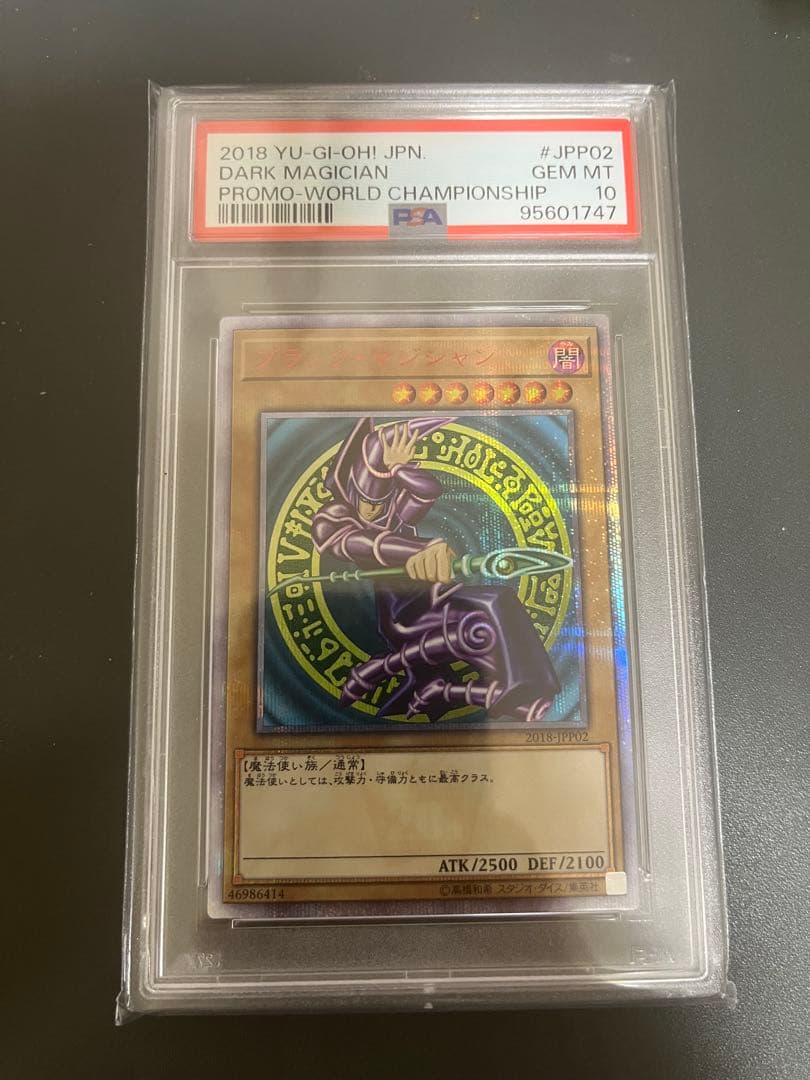 2018 YU-GI-OH! JPN. #JPP02
DARK MAGICIAN GEM MT
PROMO-WORLD CHAMPIONSHIP 10
PSA 95601747
ブラック・マジシャン 闇
2018-JPP02
【魔法使い族/通常】
魔法使いとしては、攻撃力・守備力ともに最高クラス。
ATK/2500 DEF/2100
46986414 ©高橋和希 スタジオ・ダイス/集英社